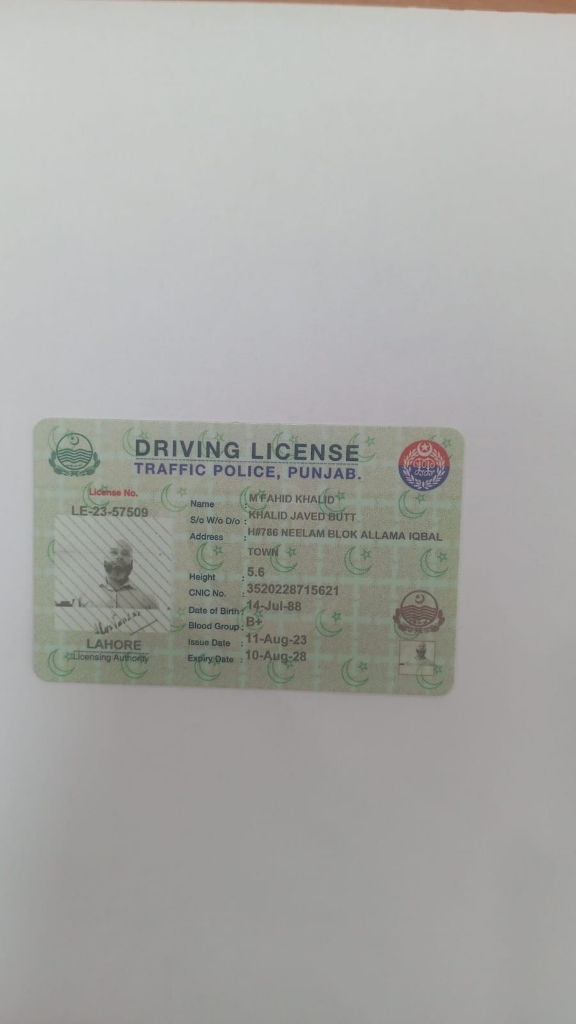 DRIVING LICENSE
TRAFFIC POLICE, PUNJAB.
License No.
LE-23-57509
Name : M FAHID KHALID
S/o W/o D/o : KHALID JAVED BUTT
Address : H#786 NEELAM BLOK ALLAMA IQBAL
TOWN
Height : 5.6
CNIC No. : 3520228715621
Date of Birth : 14-Jul-88
Blood Group : B+
Issue Date : 11-Aug-23
Expiry Date : 10-Aug-28
LAHORE
Licensing Authority